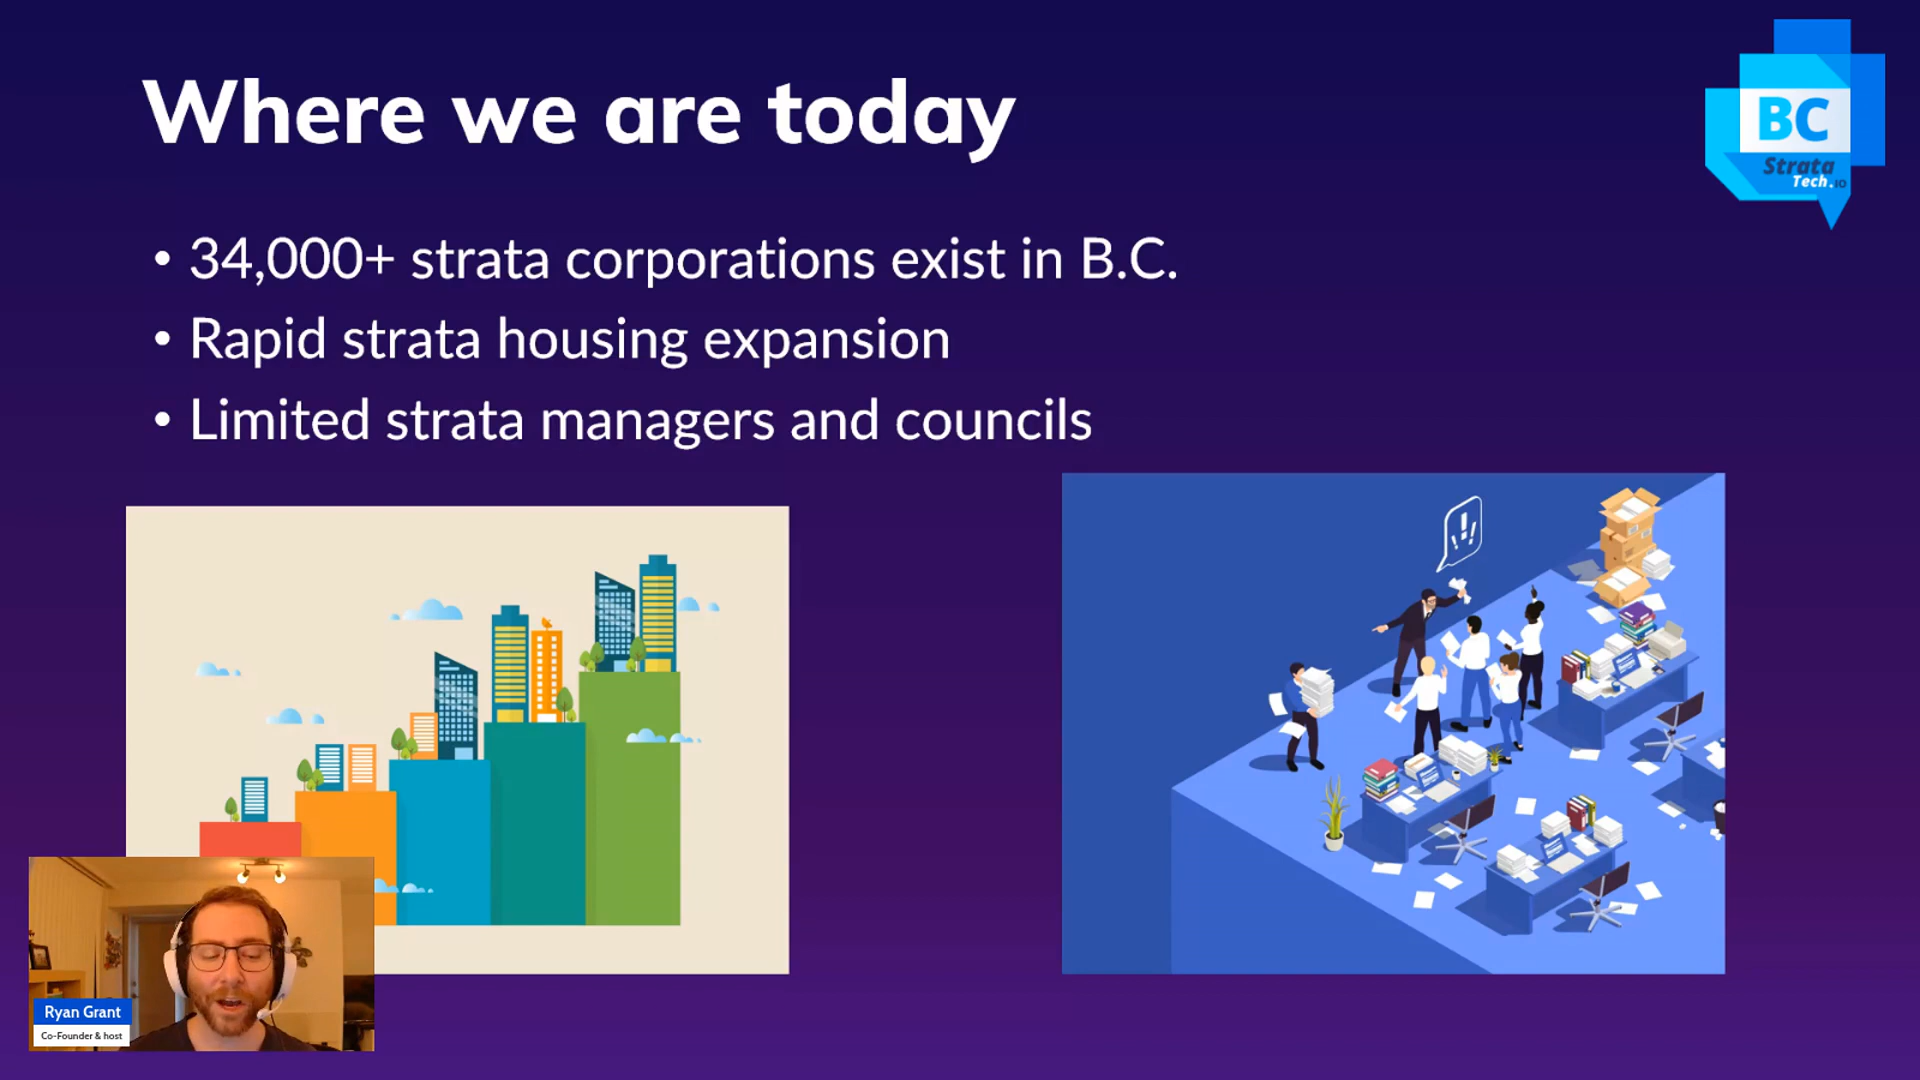 Where we are today
BC
Strata
Tech.io
• 34,000+ strata corporations exist in B.C.
• Rapid strata housing expansion
• Limited strata managers and councils
!!!
Ryan Grant
Co-Founder & host